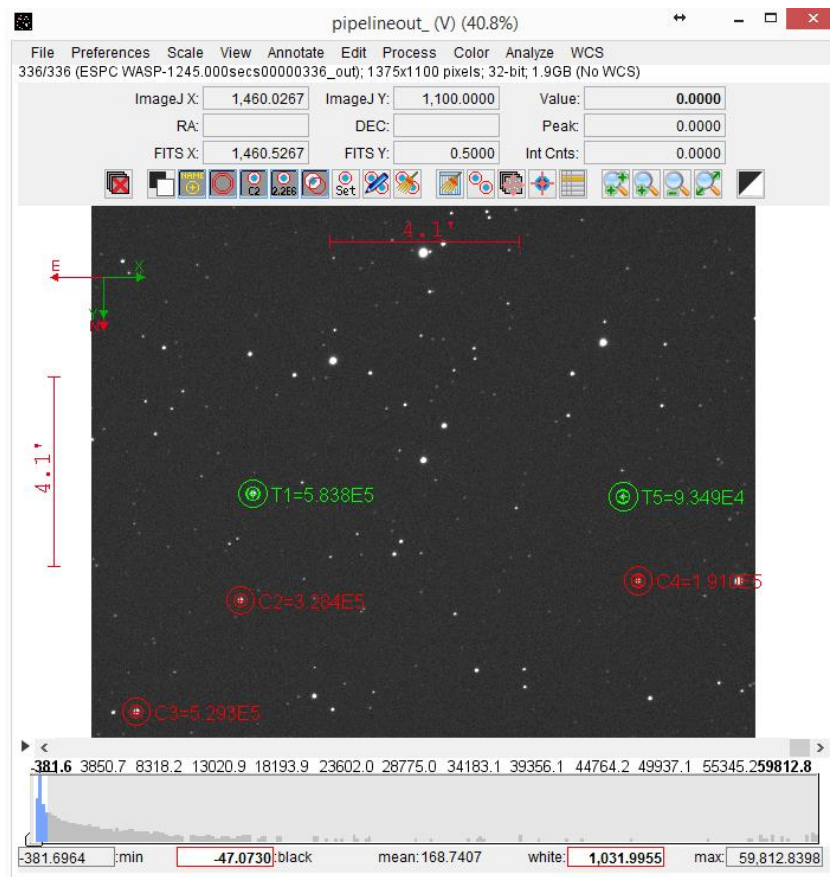 pipelineout_ (V) (40.8%)
File Preferences Scale View Annotate Edit Process Color Analyze WCS
336/336 (ESPC WASP-1245.000secs00000336_out); 1375x1100 pixels; 32-bit; 1.9GB (No WCS)
ImageJ X: 1,460.0267 ImageJ Y: 1,100.0000 Value: 0.0000
RA: DEC: Peak: 0.0000
FITS X: 1,460.5267 FITS Y: 0.5000 Int Cnts: 0.0000
NAME C2 2.2E6 Set
4.1'
E X
Y
N
4.1'
T1=5.838E5
T5=9.349E4
C4=1.910E5
C2=3.284E5
C3=5.293E5
-381.6 3850.7 8318.2 13020.9 18193.9 23602.0 28775.0 34183.1 39356.1 44764.2 49937.1 55345.2 59812.8
-381.6964 :min -47.0730 :black mean: 168.7407 white: 1,031.9955 max: 59,812.8398